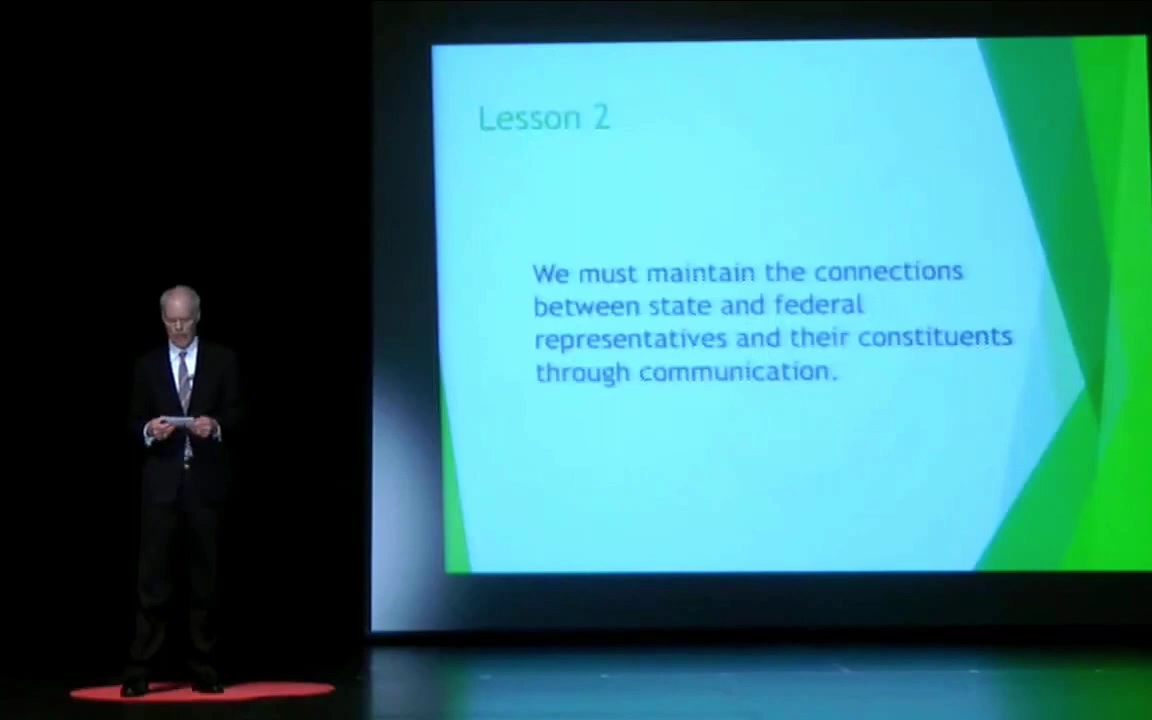 Lesson 2
We must maintain the connections
between state and federal
representatives and their constituents
through communication.